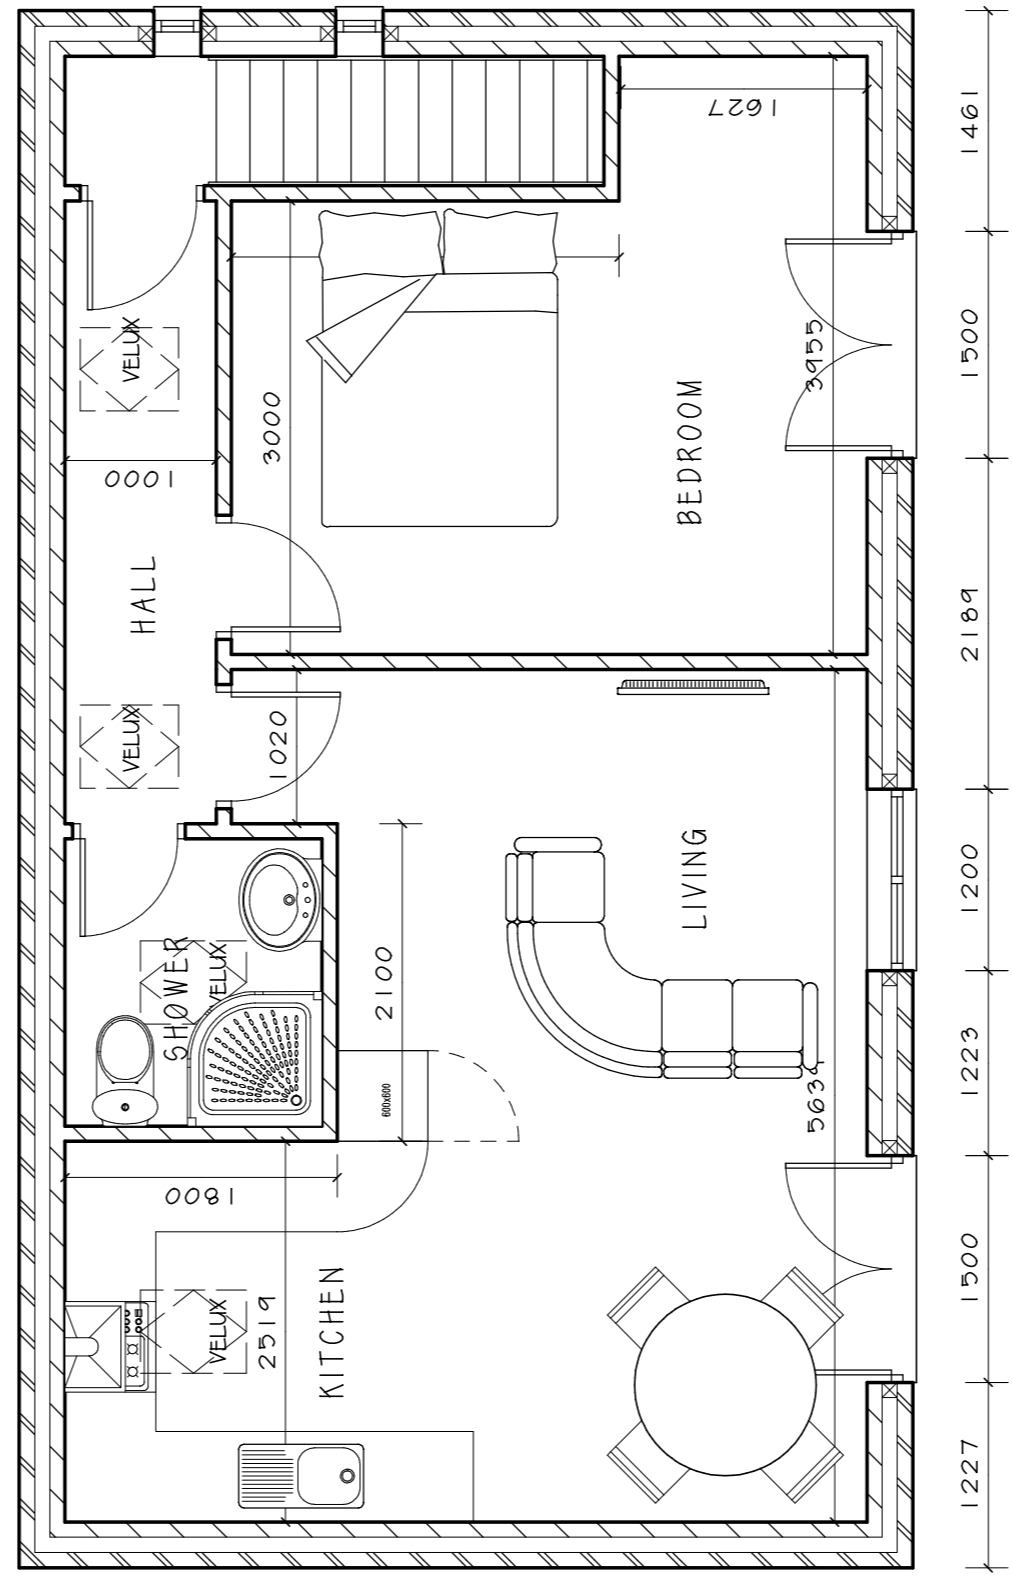 1627
1461
VELUX
3955
1500
3000
BEDROOM
1000
HALL
2189
VELUX
1020
LIVING
1200
SHOWER
VELUX
2100
1223
600x600
5639
1800
1500
VELUX
2519
KITCHEN
1227